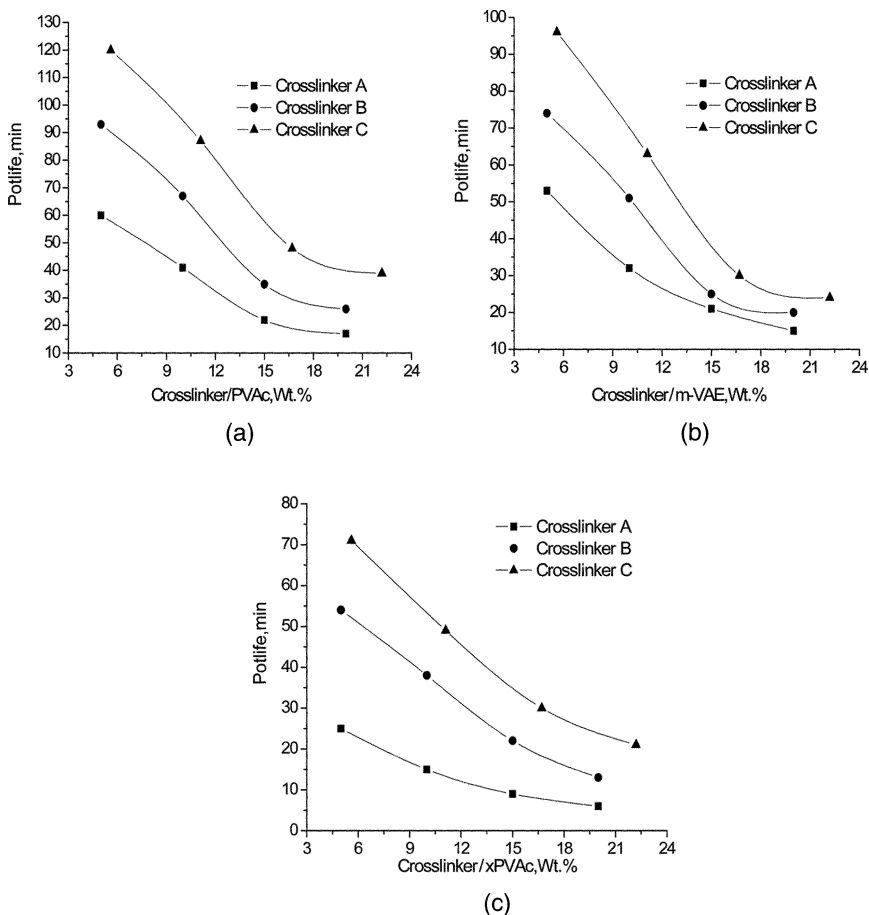 130
120
110
100
90
80
70
60
50
40
30
20
10
Potlife,min
Crosslinker A
Crosslinker B
Crosslinker C
3 6 9 12 15 18 21 24
Crosslinker/PVAc,Wt.%
(a)
100
90
80
70
60
50
40
30
20
10
Potlife,min
Crosslinker A
Crosslinker B
Crosslinker C
3 6 9 12 15 18 21 24
Crosslinker/m-VAE,Wt.%
(b)
80
70
60
50
40
30
20
10
0
Potlife,min
Crosslinker A
Crosslinker B
Crosslinker C
3 6 9 12 15 18 21 24
Crosslinker/xPVAc,Wt.%
(c)